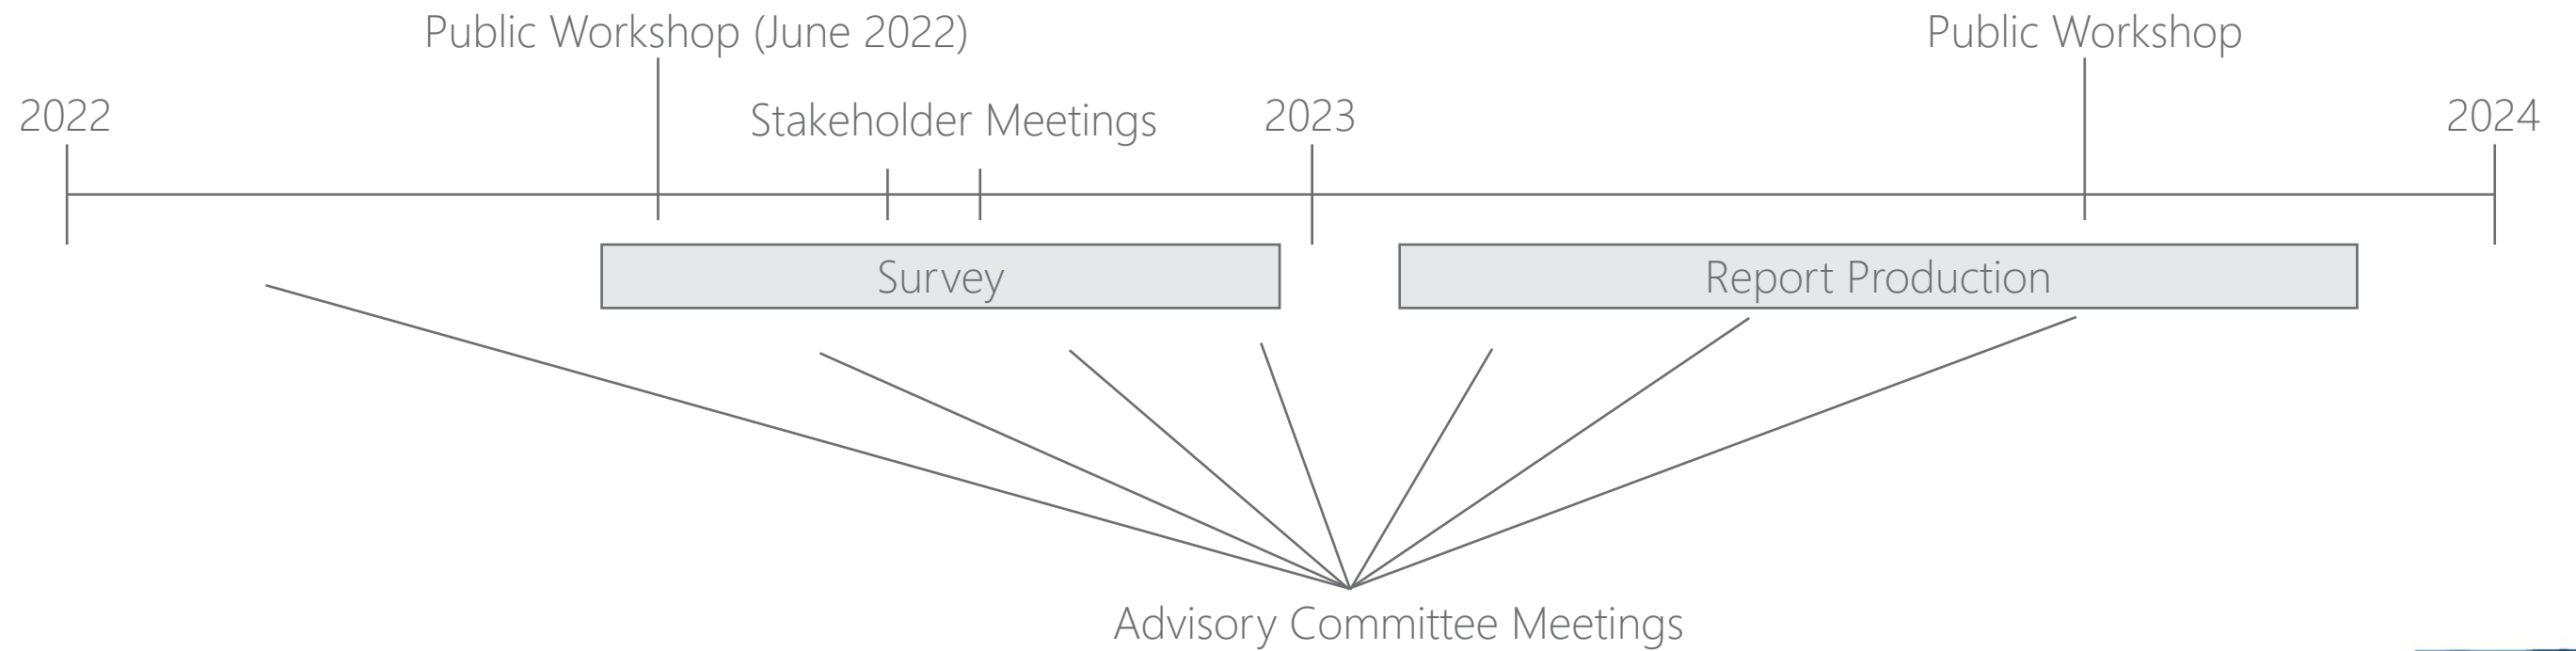 Public Workshop (June 2022)
Public Workshop
2022
Stakeholder Meetings
2023
2024
Survey
Report Production
Advisory Committee Meetings